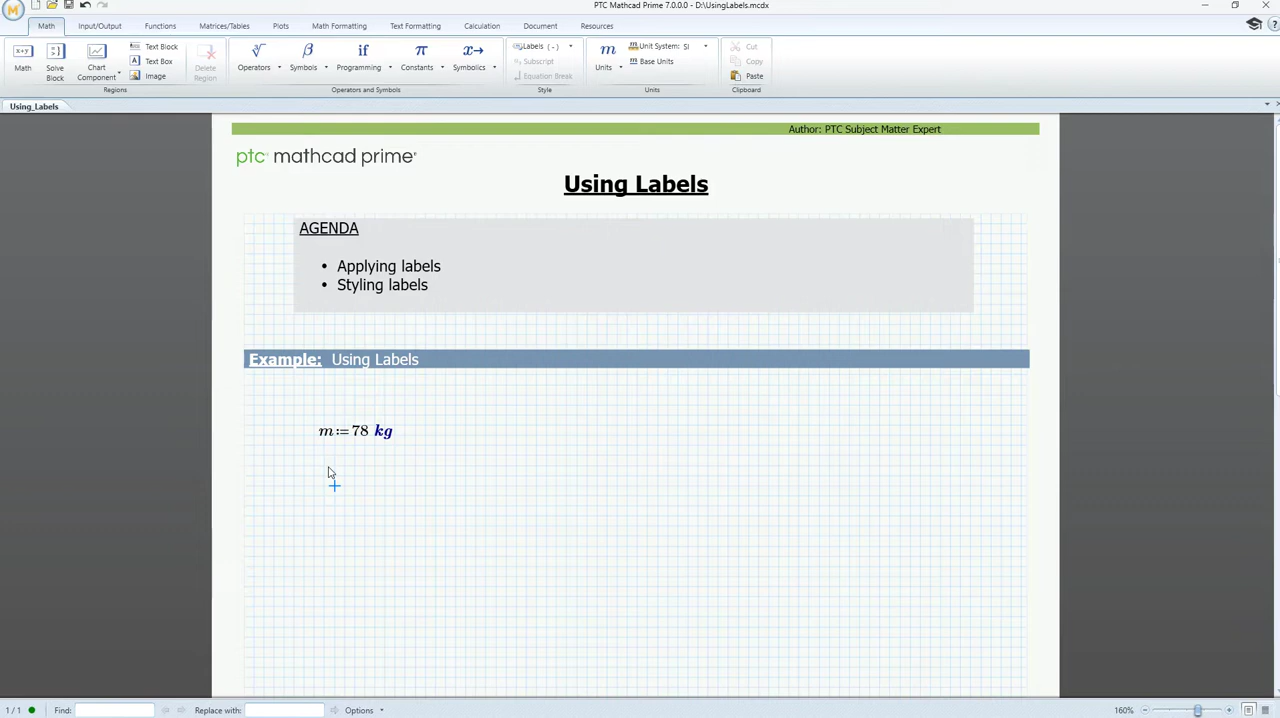 PTC Mathcad Prime 7.0.0.0 - D:\UsingLabels.mcdx
Math Input/Output Functions Matrices/Tables Plots Math Formatting Text Formatting Calculation Document Resources
Math
Solve
Block
Chart
Component
Text Block
Text Box
Image
Delete
Region
Regions
Operators
Symbols
Programming
Constants
Symbolics
Operators and Symbols
Labels ( - )
Subscript
Equation Break
Style
Units
Unit System: SI
Base Units
Units
Cut
Copy
Paste
Clipboard
Using_Labels
Author: PTC Subject Matter Expert
ptc mathcad prime
Using Labels
AGENDA
• Applying labels
• Styling labels
Example: Using Labels
m:=78 kg
1 / 1 Find: Replace with: Options 160%